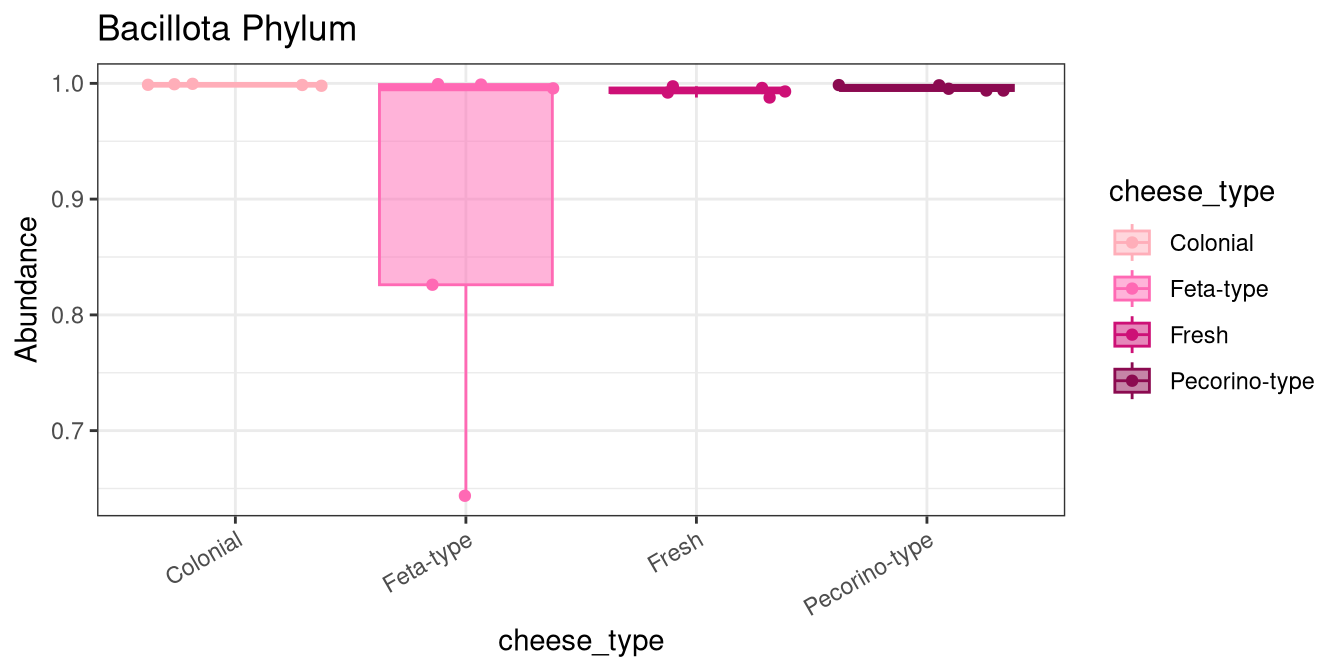 Bacillota Phylum
Abundance
1.0
0.9
0.8
0.7
Colonial
Feta-type
Fresh
Pecorino-type
cheese_type
cheese_type
Colonial
Feta-type
Fresh
Pecorino-type